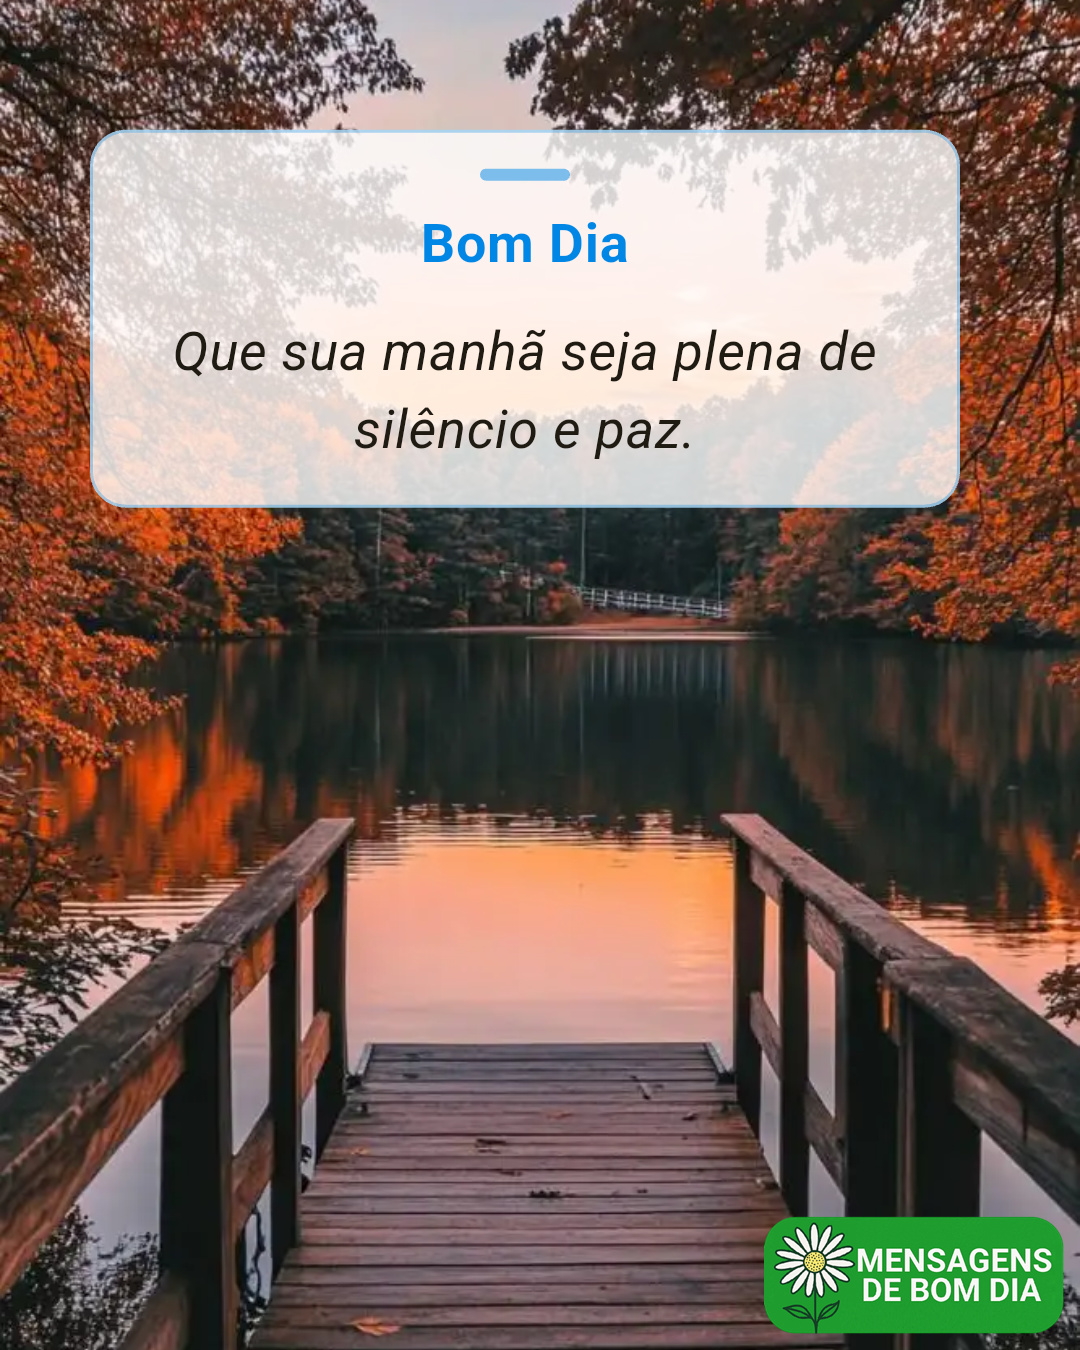 Bom Dia
Que sua manhã seja plena de
silêncio e paz.
MENSAGENS
DE BOM DIA